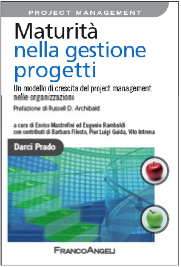 PROJECT MANAGEMENT
Maturità
nella gestione
progetti
Un modello di crescita del project management
nelle organizzazioni
Prefazione di Russell D. Archibald
a cura di Enrico Mastrofini ed Eugenio Rambaldi
con contributi di Barbara Filesto, Pier Luigi Guida, Vito Introna
Darci Prado
FRANCOANGELI